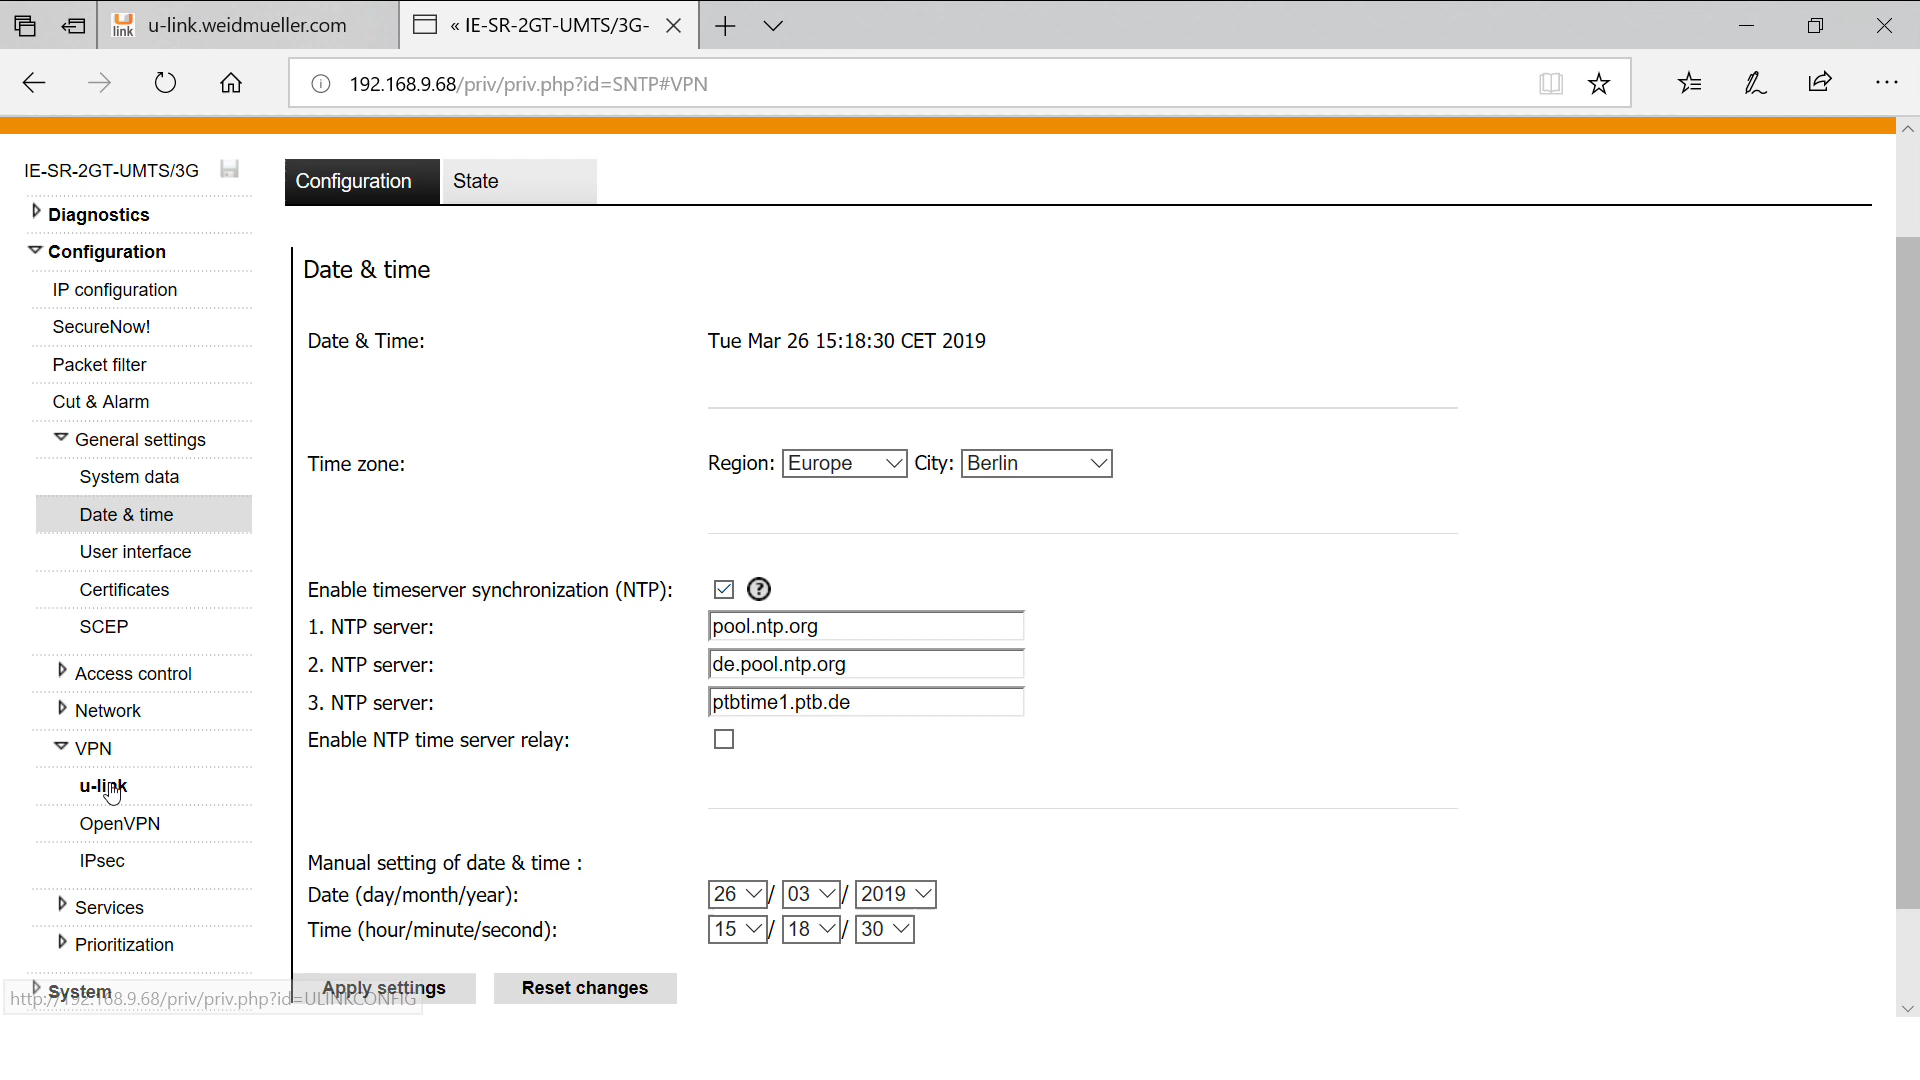 link u-link.weidmueller.com
« IE-SR-2GT-UMTS/3G-
192.168.9.68/priv/priv.php?id=SNTP#VPN
IE-SR-2GT-UMTS/3G
Diagnostics
Configuration
IP configuration
SecureNow!
Packet filter
Cut & Alarm
General settings
System data
Date & time
User interface
Certificates
SCEP
Access control
Network
VPN
u-link
OpenVPN
IPsec
Services
Prioritization
System
http://192.168.9.68/priv/priv.php?id=ULINKCONFIG
Configuration State
Date & time
Date & Time: Tue Mar 26 15:18:30 CET 2019
Time zone: Region: Europe City: Berlin
Enable timeserver synchronization (NTP): ?
1. NTP server: pool.ntp.org
2. NTP server: de.pool.ntp.org
3. NTP server: ptbtime1.ptb.de
Enable NTP time server relay:
Manual setting of date & time :
Date (day/month/year): 26 / 03 / 2019
Time (hour/minute/second): 15 / 18 / 30
Apply settings Reset changes